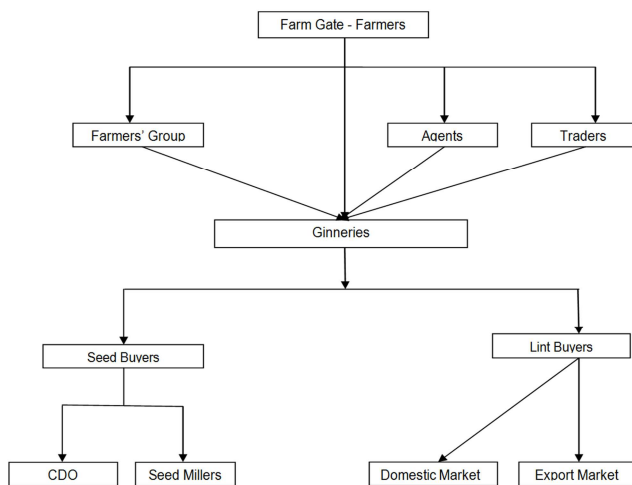 Farm Gate - Farmers
Farmers' Group
Agents
Traders
Ginneries
Seed Buyers
Lint Buyers
CDO
Seed Millers
Domestic Market
Export Market